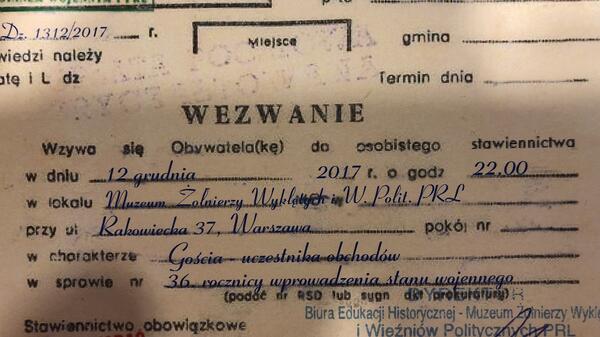 Dz. 1312/2017 r.
Miejsce
gmina
wiedzi należy
atę i L dz
Termin dnia
WEZWANIE
Wzywa się Obywatela(kę) do osobistego stawiennictwa
w dniu 12 grudnia 2017 r. o godz 22.00
w lokalu Muzeum Żołnierzy Wyklętych i W. Polit. PRL
przy ul Rakowiecka 37, Warszawa pokój nr
w charakterze Gościa - uczestnika obchodów
w sprawie nr 36. rocznicy wprowadzenia stanu wojennego
(podać nr RSD lub sygn akt prokuratury)
DYREKTOR
Biura Edukacji Historycznej - Muzeum Żołnierzy Wyklę
i Więźniów Politycznych PRL
Stawiennictwo obowiązkowe